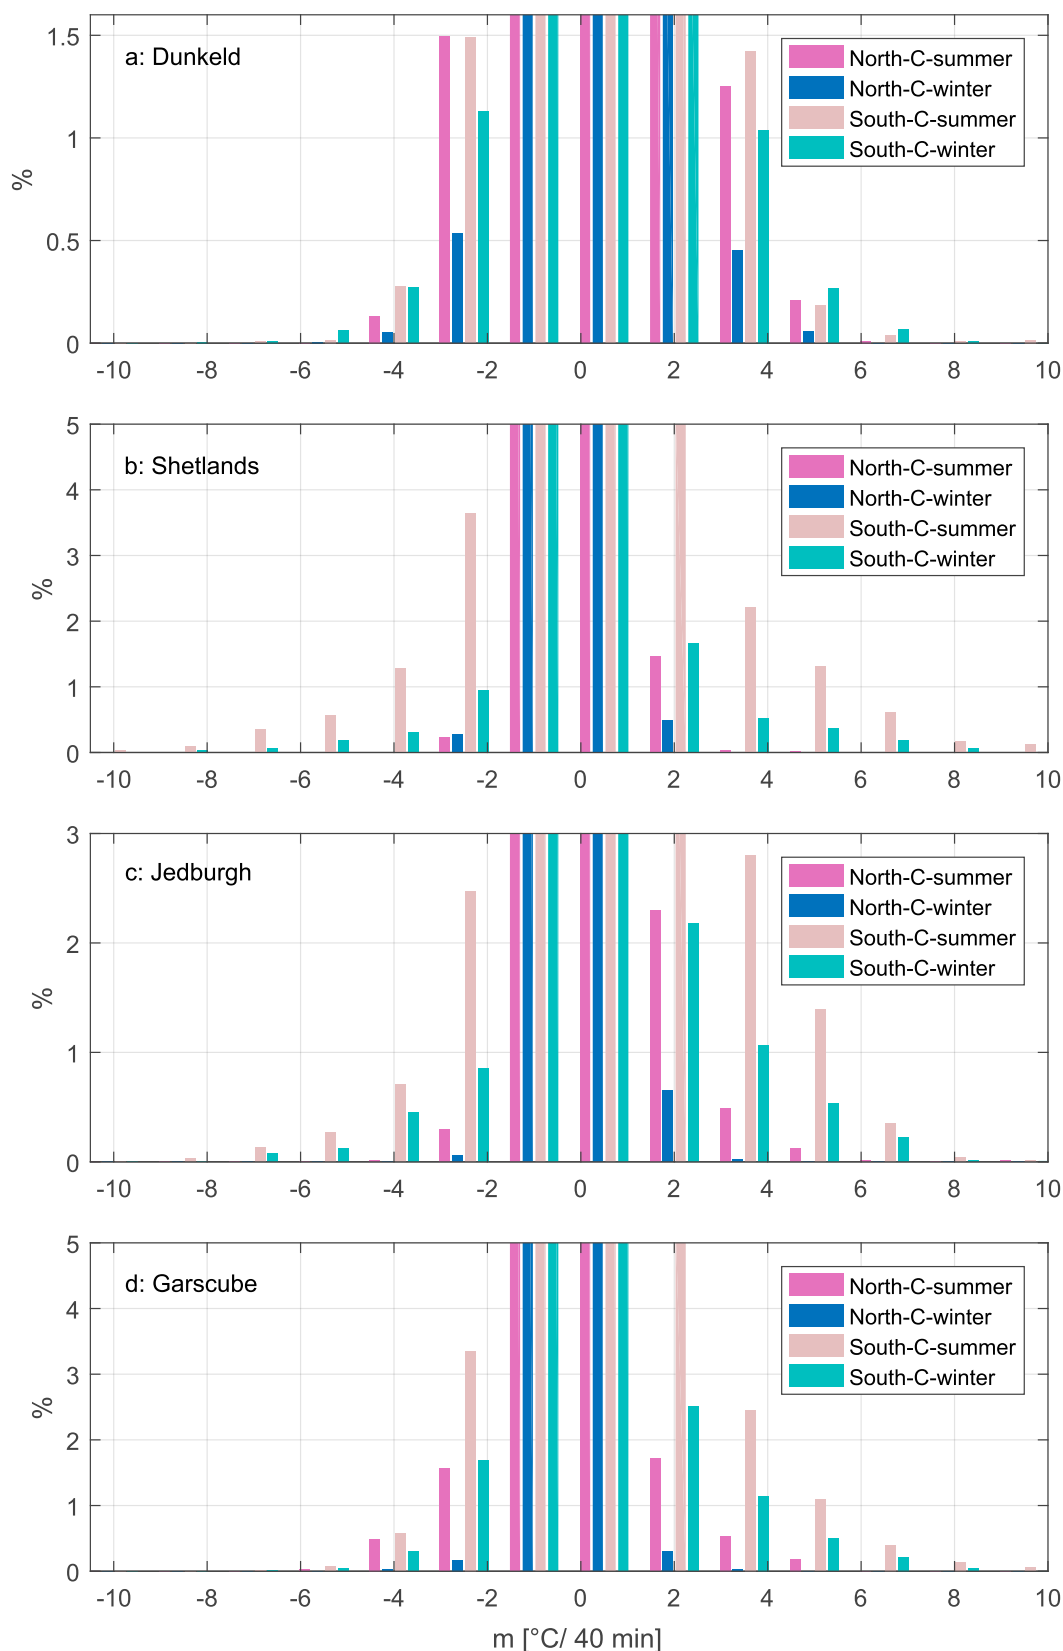 a: Dunkeld
North-C-summer
North-C-winter
South-C-summer
South-C-winter
1.5
1
0.5
0
%
-10 -8 -6 -4 -2 0 2 4 6 8 10
b: Shetlands
North-C-summer
North-C-winter
South-C-summer
South-C-winter
5
4
3
2
1
0
%
-10 -8 -6 -4 -2 0 2 4 6 8 10
c: Jedburgh
North-C-summer
North-C-winter
South-C-summer
South-C-winter
3
2
1
0
%
-10 -8 -6 -4 -2 0 2 4 6 8 10
d: Garscube
North-C-summer
North-C-winter
South-C-summer
South-C-winter
5
4
3
2
1
0
%
-10 -8 -6 -4 -2 0 2 4 6 8 10
m [°C/ 40 min]